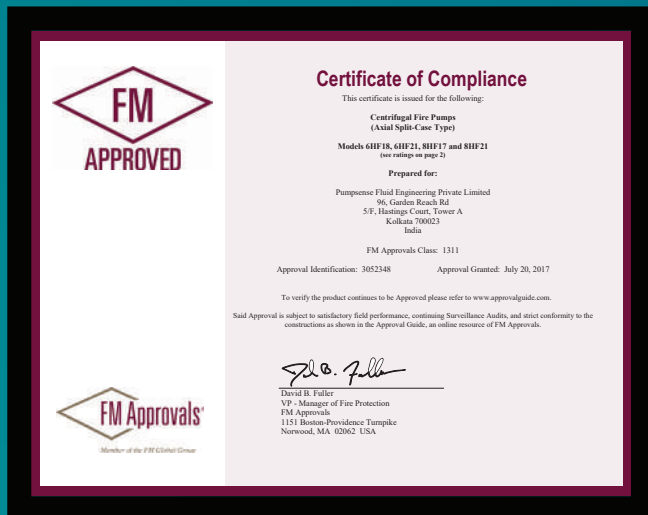 FM
APPROVED
Certificate of Compliance
This certificate is issued for the following:
Centrifugal Fire Pumps
(Axial Split-Case Type)
Models 6HF18, 6HF21, 8HF17 and 8HF21
(see ratings on page 2)
Prepared for:
Pumpsense Fluid Engineering Private Limited
96, Garden Reach Rd
5/F, Hastings Court, Tower A
Kolkata 700023
India
FM Approvals Class: 1311
Approval Identification: 3052348 Approval Granted: July 20, 2017
To verify the product continues to be Approved please refer to www.approvalguide.com.
Said Approval is subject to satisfactory field performance, continuing Surveillance Audits, and strict conformity to the
constructions as shown in the Approval Guide, an online resource of FM Approvals.
David B. Fuller
VP - Manager of Fire Protection
FM Approvals
1151 Boston-Providence Turnpike
Norwood, MA 02062 USA
FM Approvals
Member of the FM Global Group